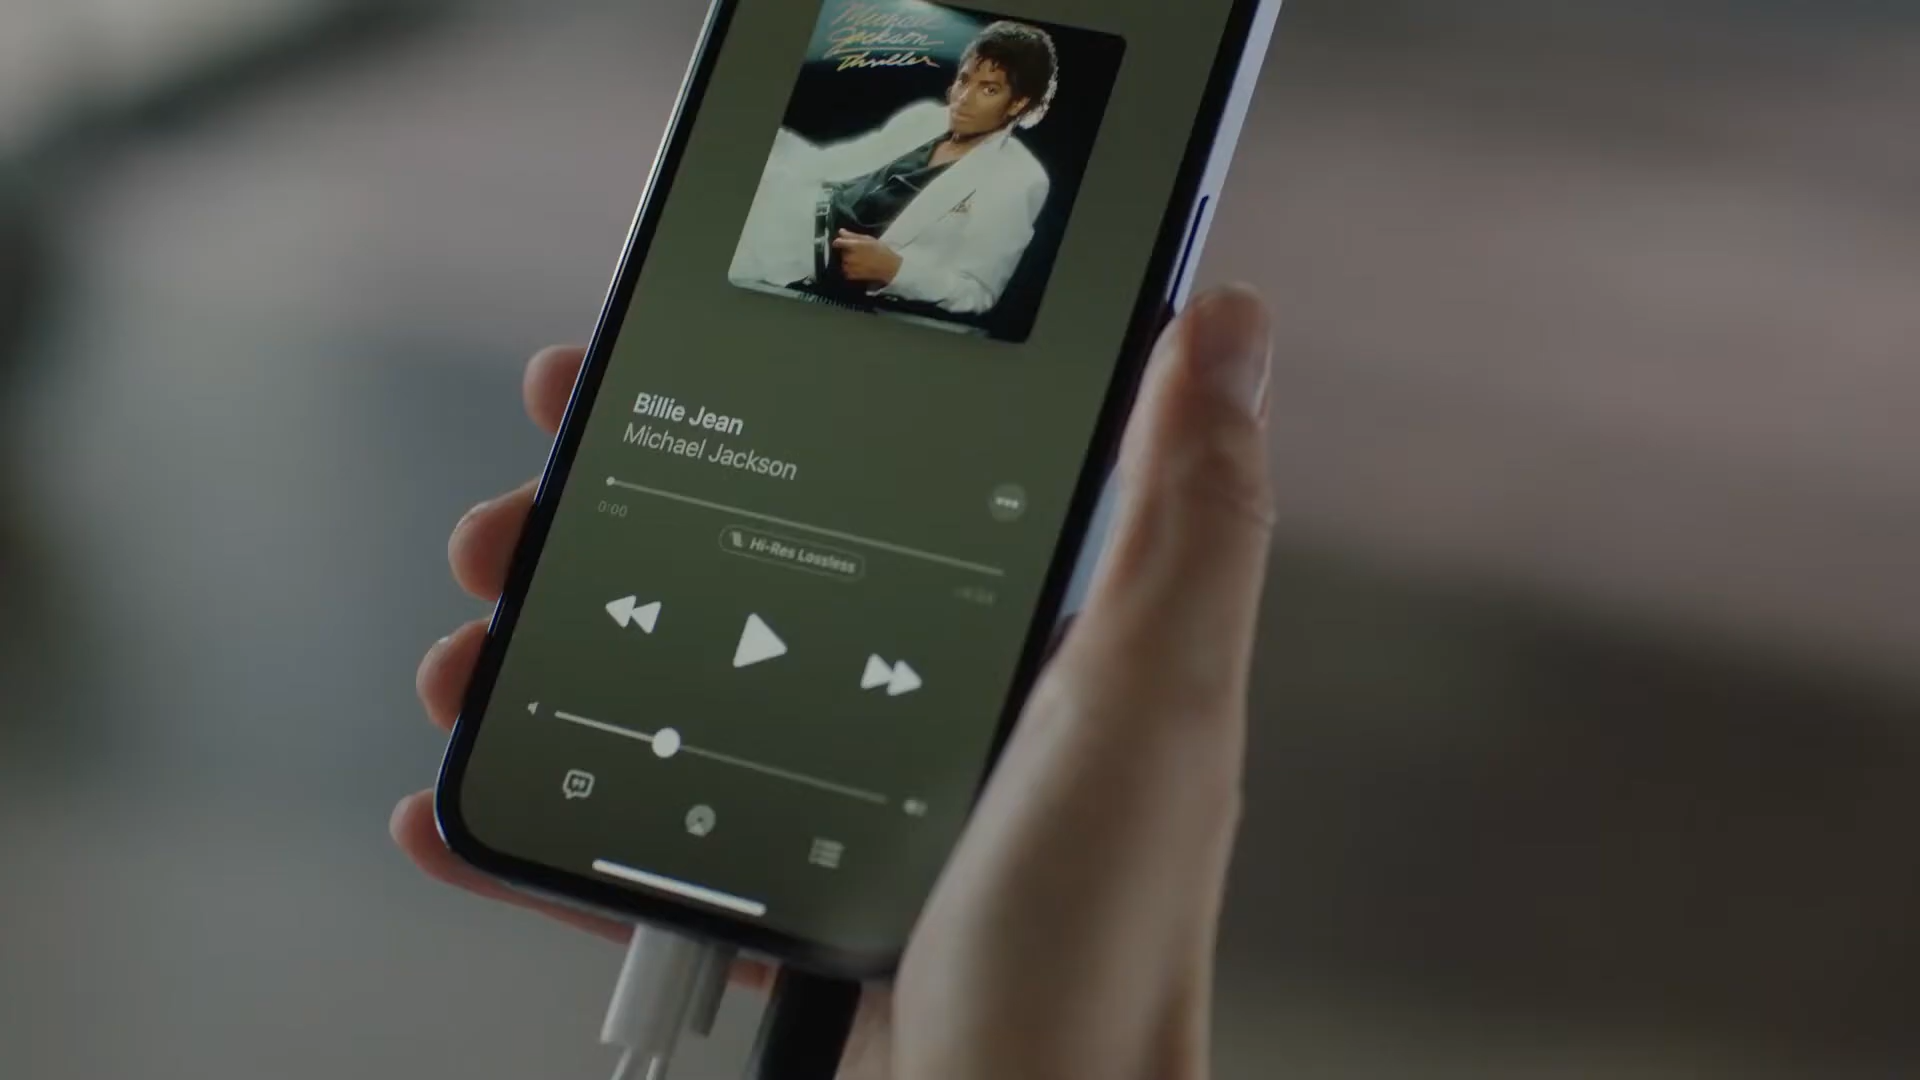 Michael
Jackson
Thriller
Billie Jean
Michael Jackson
0:00
Hi-Res Lossless